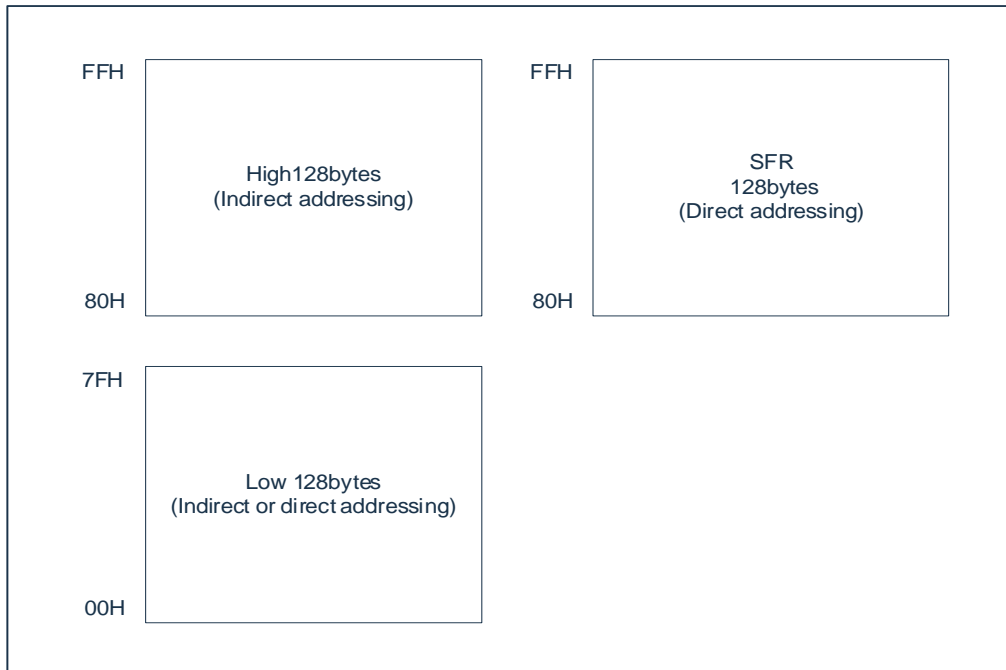 FFH
High128bytes
(Indirect addressing)
80H
FFH
SFR
128bytes
(Direct addressing)
80H
7FH
Low 128bytes
(Indirect or direct addressing)
00H